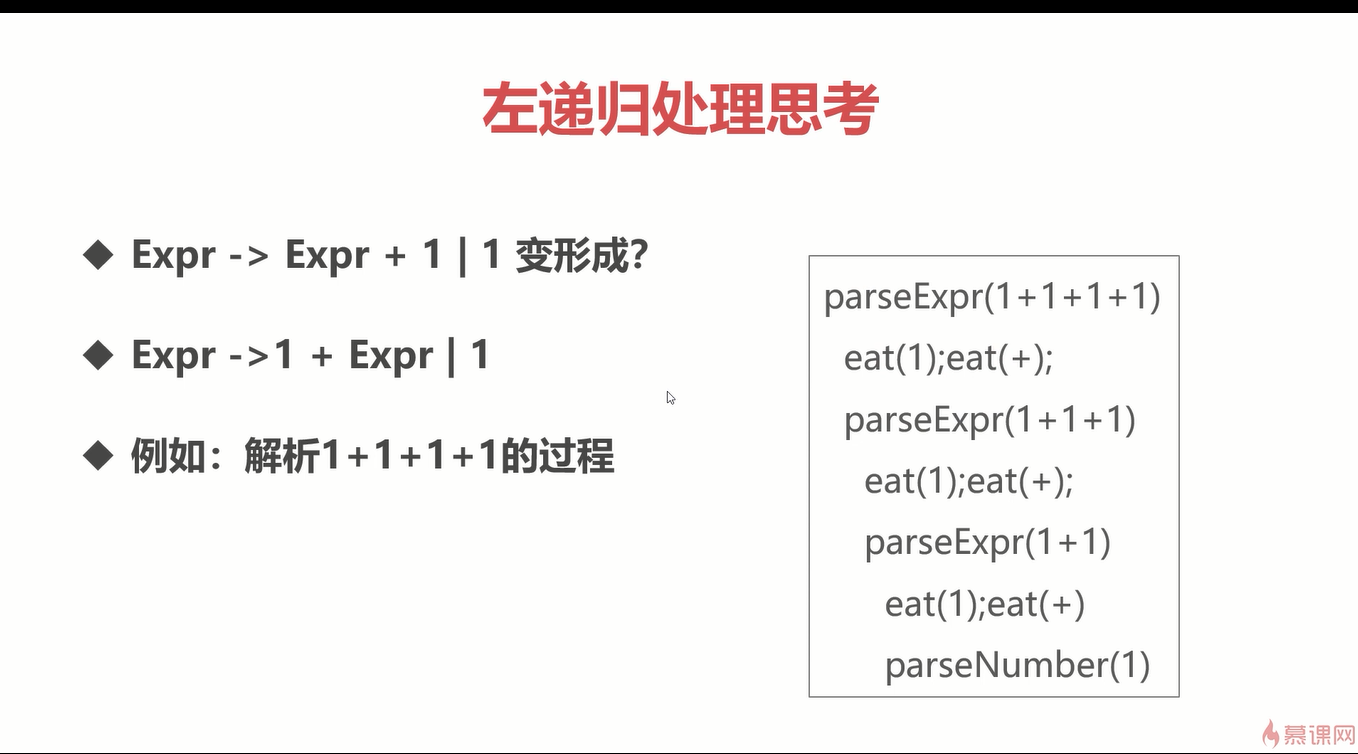 左递归处理思考
Expr -> Expr + 1 | 1 变形成?
Expr ->1 + Expr | 1
例如：解析1+1+1+1的过程
parseExpr(1+1+1+1)
eat(1);eat(+);
parseExpr(1+1+1)
eat(1);eat(+);
parseExpr(1+1)
eat(1);eat(+)
parseNumber(1)
慕课网